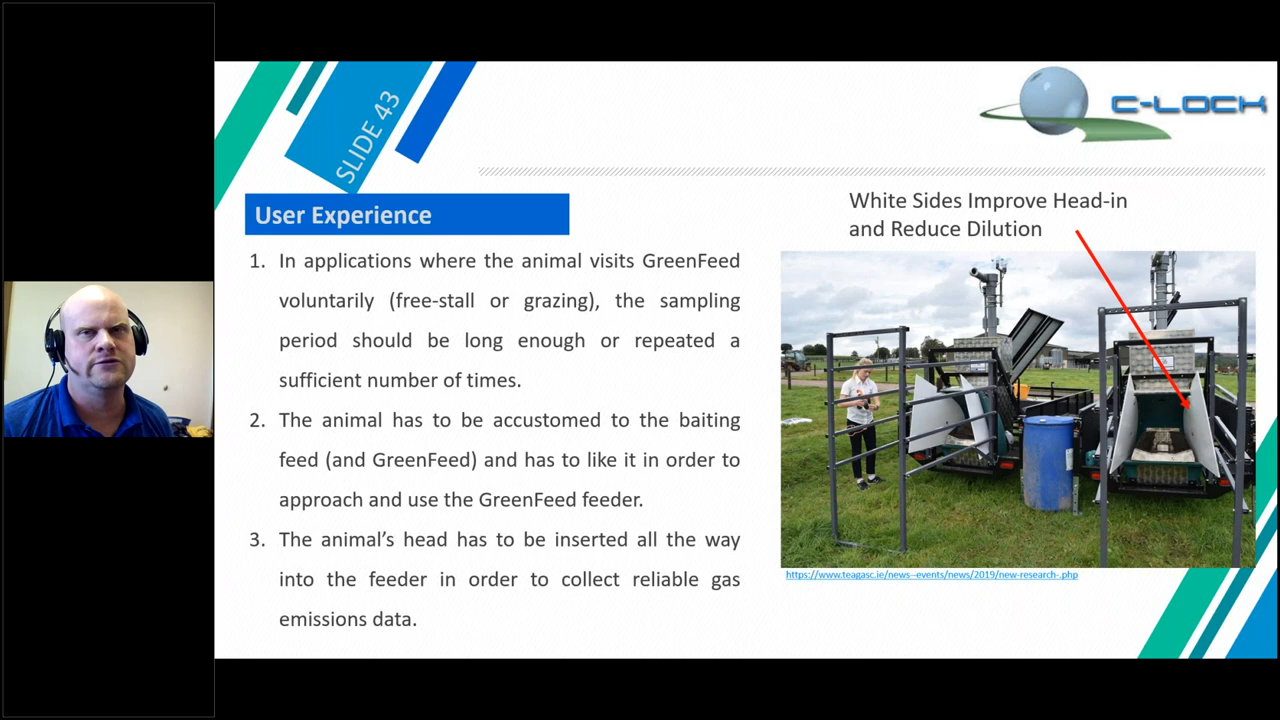 SLIDE 43
C-LOCK
User Experience
White Sides Improve Head-in
and Reduce Dilution
1. In applications where the animal visits GreenFeed
voluntarily (free-stall or grazing), the sampling
period should be long enough or repeated a
sufficient number of times.
2. The animal has to be accustomed to the baiting
feed (and GreenFeed) and has to like it in order to
approach and use the GreenFeed feeder.
3. The animal's head has to be inserted all the way
into the feeder in order to collect reliable gas
emissions data.
https://www.teagasc.ie/news--events/news/2019/new-research-.php